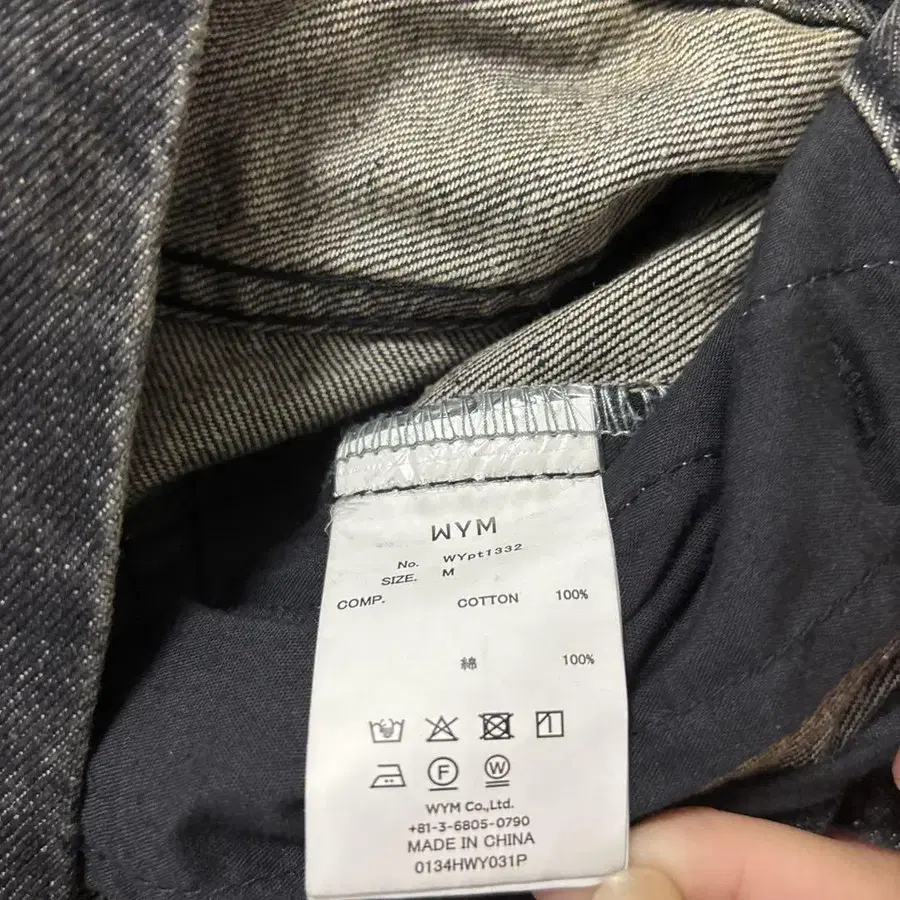 WYM
No. WYpt1332
SIZE. M
COMP. COTTON 100%
綿 100%
F W
WYM Co.,Ltd.
+81-3-6805-0790
MADE IN CHINA
0134HWY031P